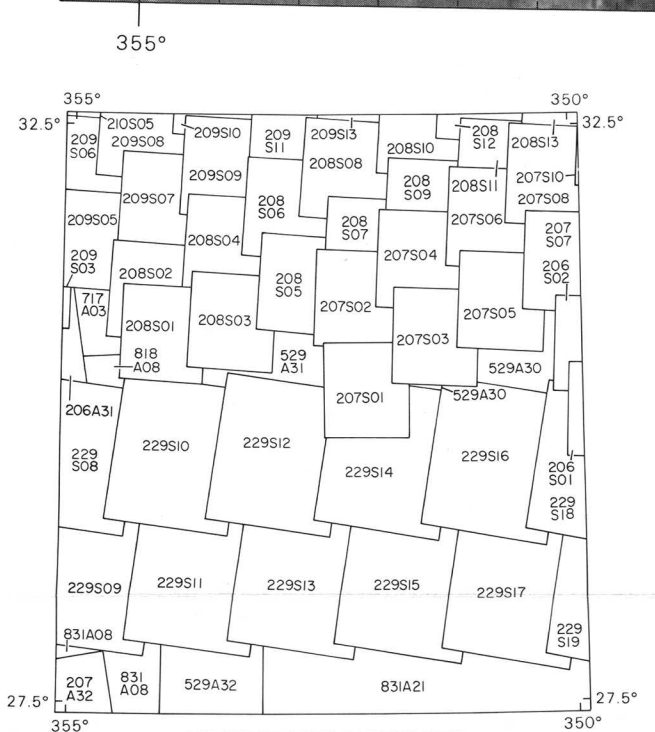 355°
355°
350°
32.5°
32.5°
210S05
209S10
209
S11
209S13
208
S12
208S13
209
S06
209S08
208S10
209S09
208S08
207S10
209S07
208
S06
208
S09
208S11
207S08
209S05
208
S07
207S06
207
S07
208S04
207S04
209
S03
208S02
208
S05
206
S02
717
A03
208S01
208S03
207S02
207S05
207S03
818
A08
529
A31
529A30
207S01
529A30
206A31
229
S08
229S10
229S12
229S14
229S16
206
S01
229
S18
229S09
229S11
229S13
229S15
229S17
831A08
229
S19
207
A32
831
A08
529A32
831A21
27.5°
27.5°
355°
350°